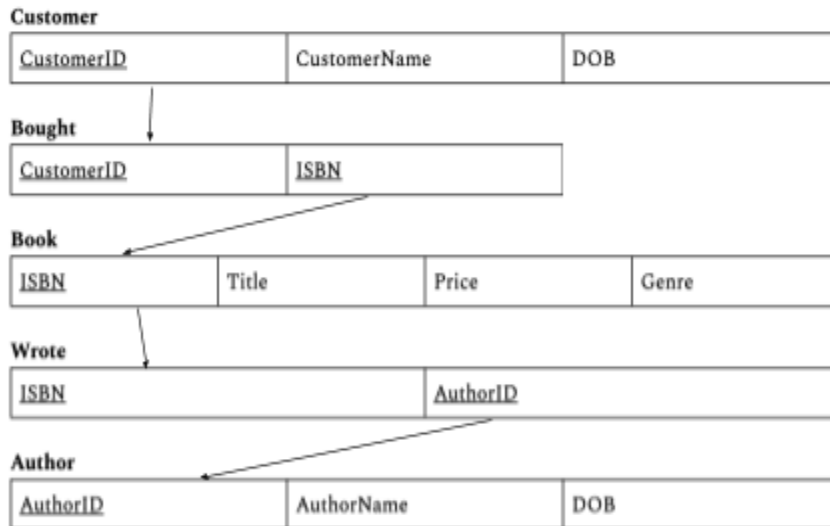 Customer
CustomerID CustomerName DOB
Bought
CustomerID ISBN
Book
ISBN Title Price Genre
Wrote
ISBN AuthorID
Author
AuthorID AuthorName DOB